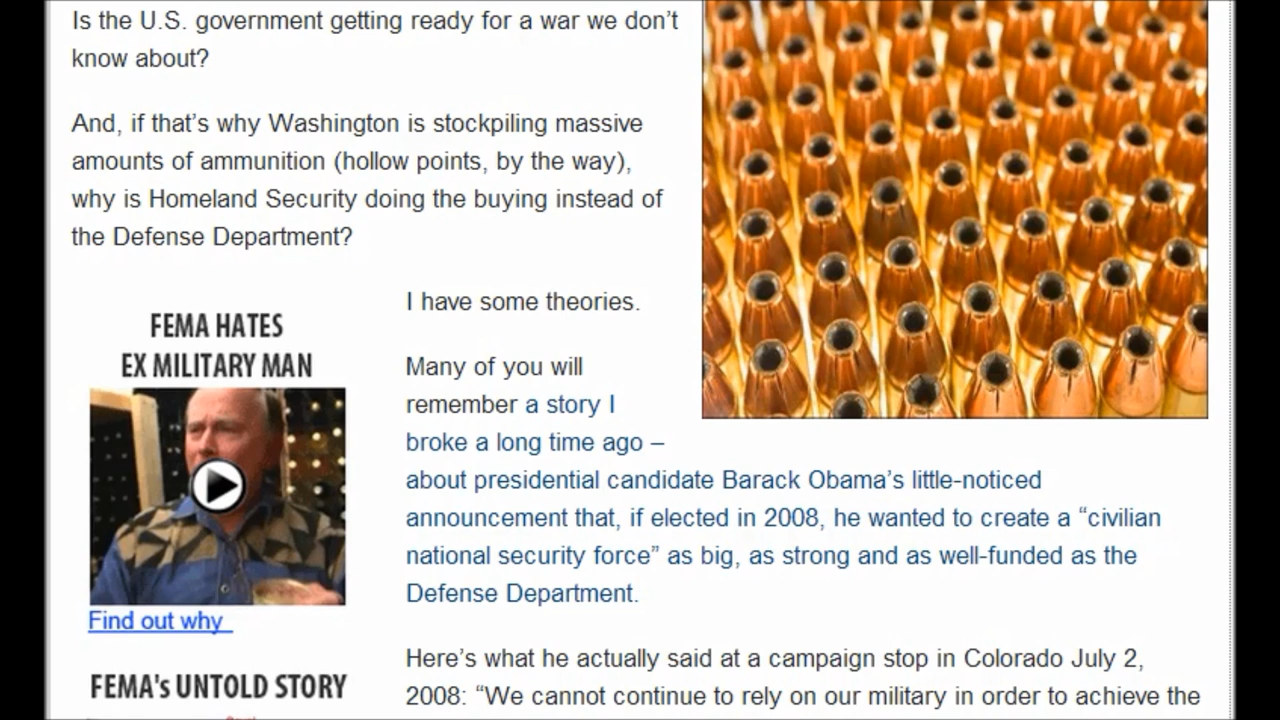 Is the U.S. government getting ready for a war we don’t
know about?
And, if that’s why Washington is stockpiling massive
amounts of ammunition (hollow points, by the way),
why is Homeland Security doing the buying instead of
the Defense Department?
FEMA HATES
EX MILITARY MAN
Find out why
FEMA's UNTOLD STORY
I have some theories.
Many of you will
remember a story I
broke a long time ago –
about presidential candidate Barack Obama’s little-noticed
announcement that, if elected in 2008, he wanted to create a “civilian
national security force” as big, as strong and as well-funded as the
Defense Department.
Here’s what he actually said at a campaign stop in Colorado July 2,
2008: “We cannot continue to rely on our military in order to achieve the